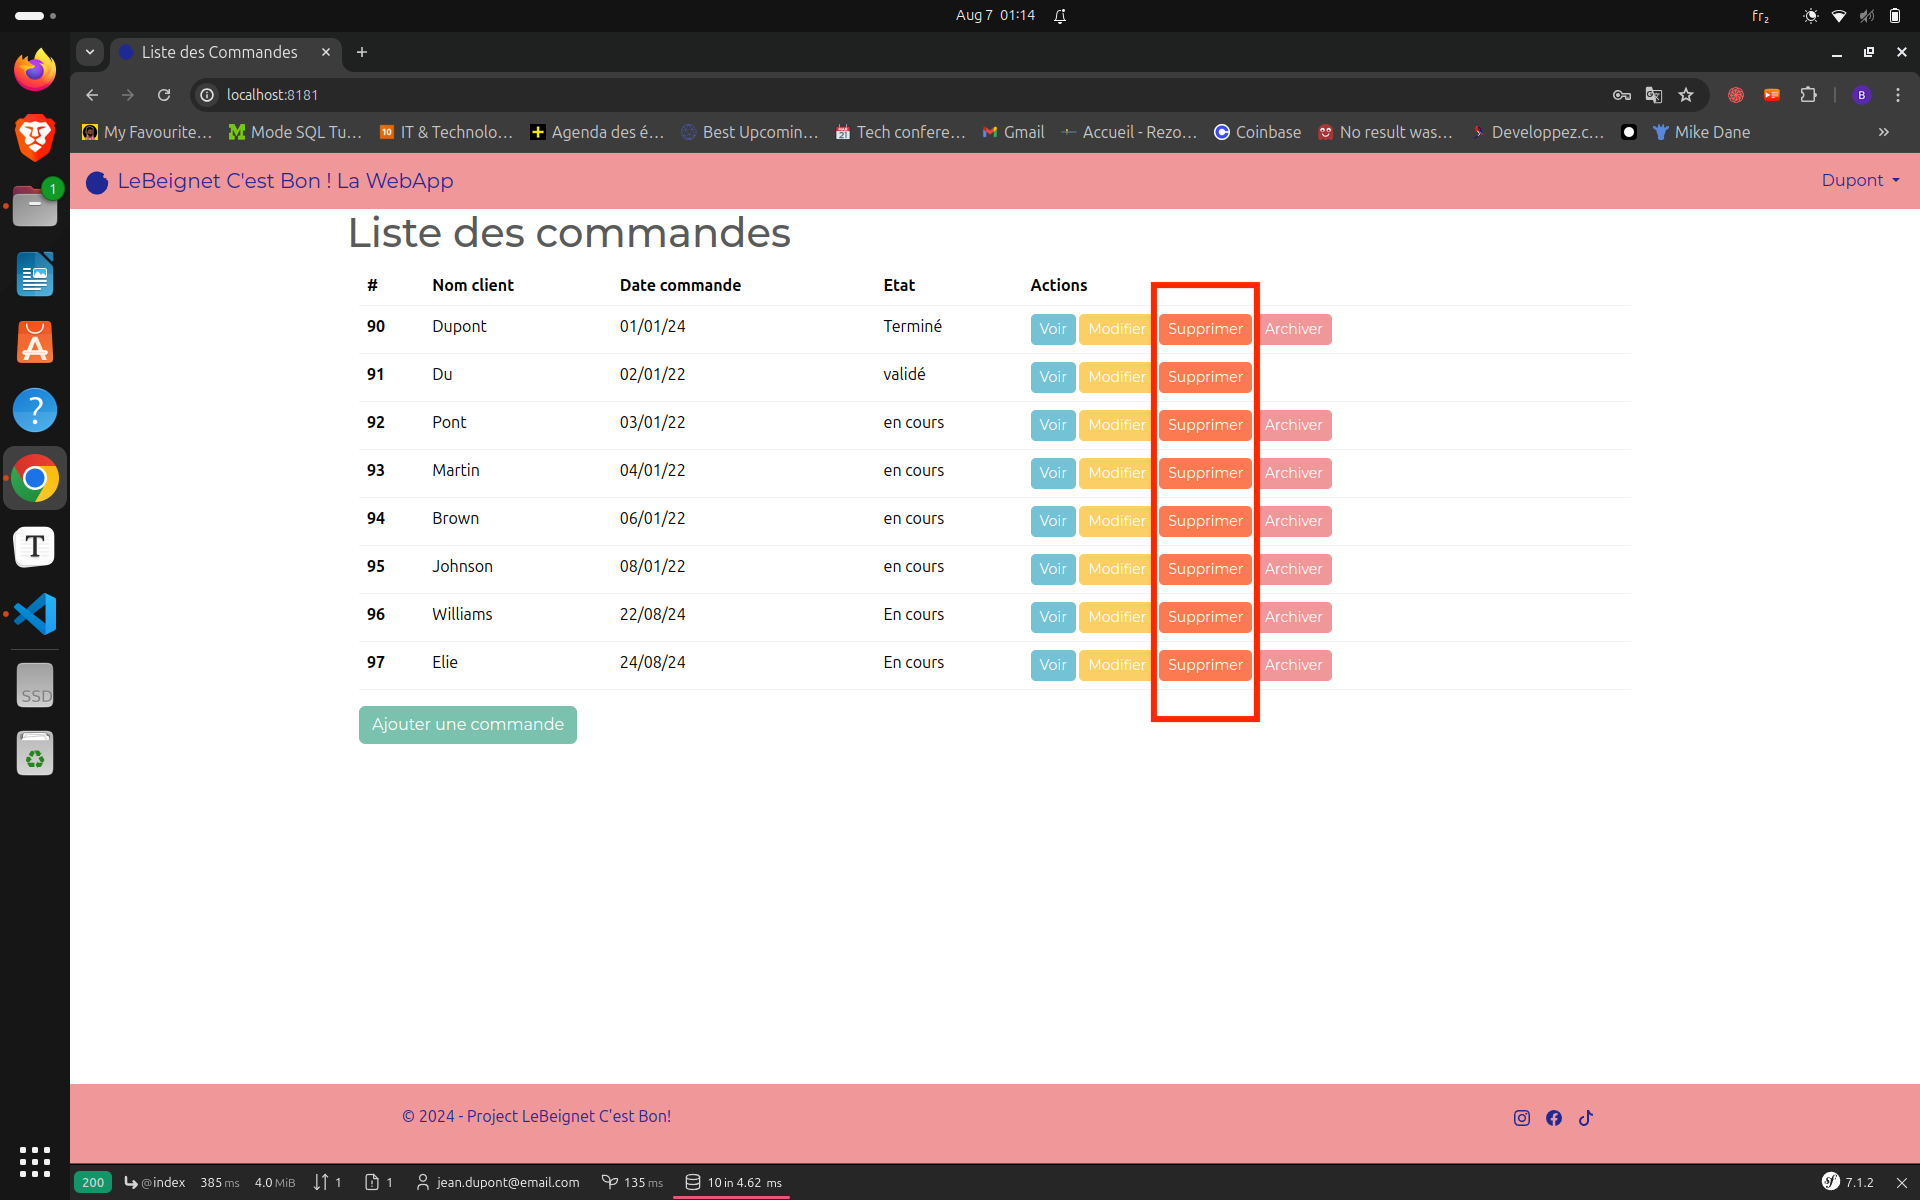 Aug 7 01:14
fr₂
Liste des Commandes
localhost:8181
My Favourite... Mode SQL Tu... IT & Technolo... Agenda des é... Best Upcomin... Tech confere... Gmail Accueil - Rezo... Coinbase No result was... Developpez.c... Mike Dane »
LeBeignet C'est Bon ! La WebApp Dupont
Liste des commandes
# Nom client Date commande Etat Actions
90 Dupont 01/01/24 Terminé Voir Modifier Supprimer Archiver
91 Du 02/01/22 validé Voir Modifier Supprimer
92 Pont 03/01/22 en cours Voir Modifier Supprimer Archiver
93 Martin 04/01/22 en cours Voir Modifier Supprimer Archiver
94 Brown 06/01/22 en cours Voir Modifier Supprimer Archiver
95 Johnson 08/01/22 en cours Voir Modifier Supprimer Archiver
96 Williams 22/08/24 En cours Voir Modifier Supprimer Archiver
97 Elie 24/08/24 En cours Voir Modifier Supprimer Archiver
Ajouter une commande
© 2024 - Project LeBeignet C'est Bon!
200 @index 385 ms 4.0 MiB 1 1 jean.dupont@email.com 135 ms 10 in 4.62 ms sf 7.1.2
1
B
SSD